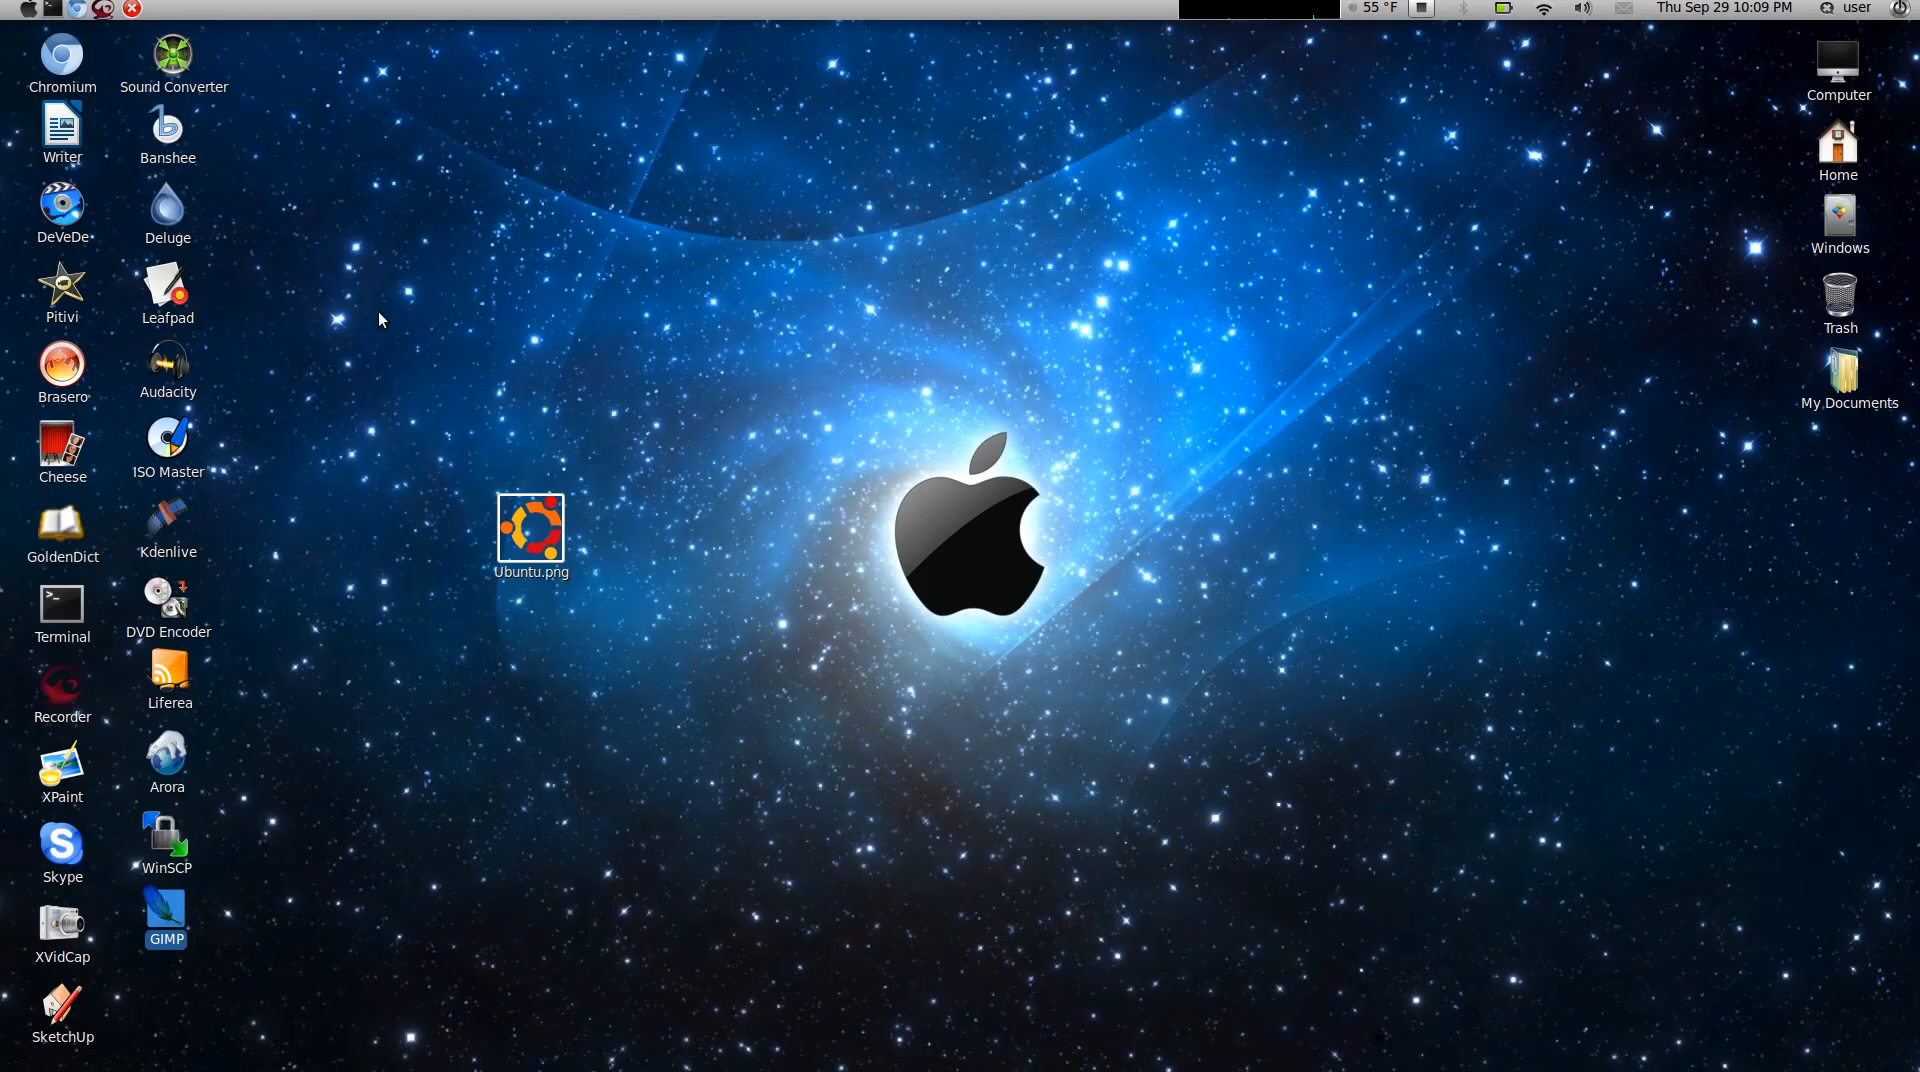 55 °F
Thu Sep 29 10:09 PM
user
Chromium
Sound Converter
Computer
Writer
Banshee
Home
DeVeDe
Deluge
Windows
Pitivi
Leafpad
Trash
Brasero
Audacity
My Documents
Cheese
ISO Master
GoldenDict
Kdenlive
Ubuntu.png
Terminal
DVD Encoder
Recorder
Liferea
XPaint
Arora
Skype
WinSCP
XVidCap
GIMP
SketchUp